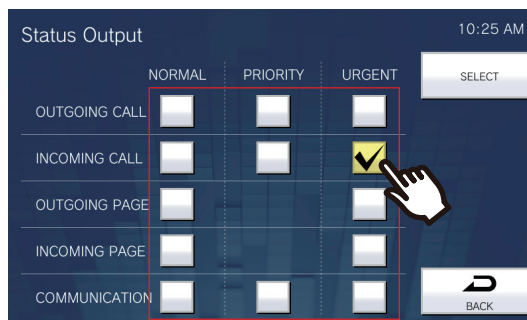 Status Output
10:25 AM
NORMAL PRIORITY URGENT
SELECT
OUTGOING CALL
INCOMING CALL
OUTGOING PAGE
INCOMING PAGE
COMMUNICATION
BACK